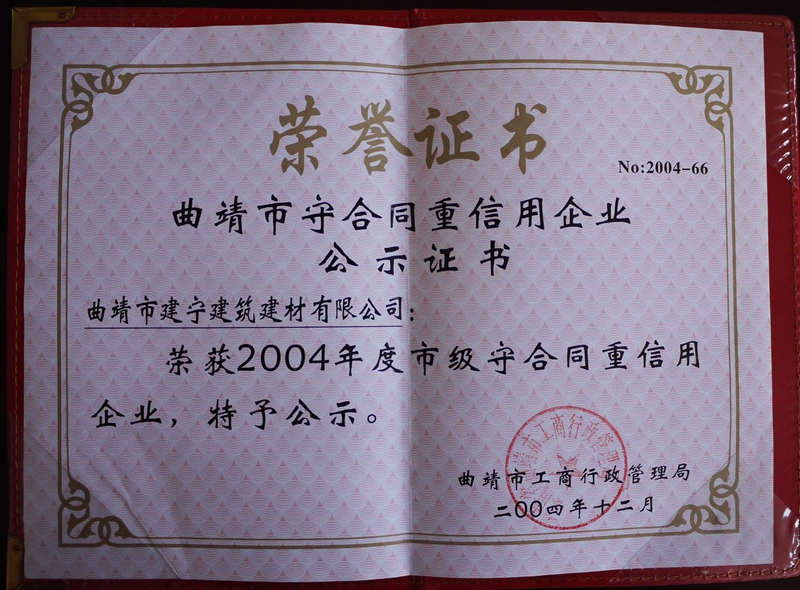 荣誉证书
No:2004-66
曲靖市守合同重信用企业
公示证书
曲靖市建宁建筑建材有限公司：
荣获2004年度市级守合同重信用
企业，特予公示。
曲靖市工商行政管理局
二00四年十二月